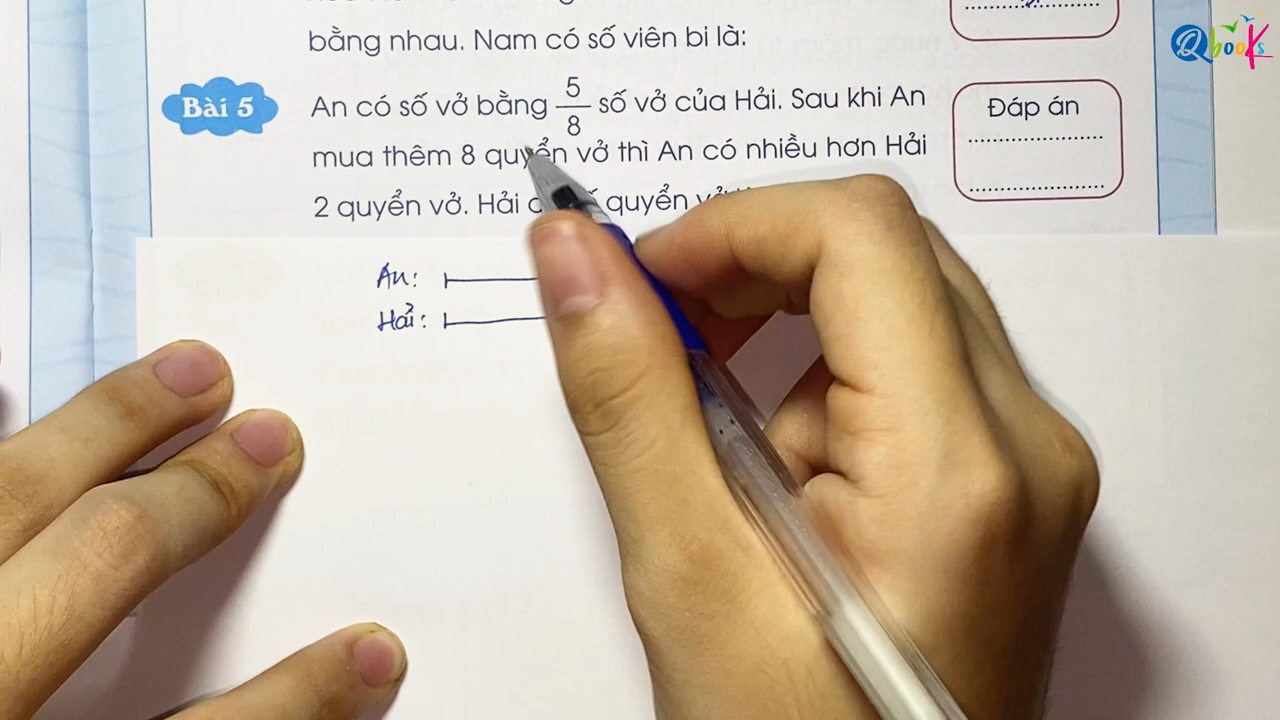 bằng nhau. Nam có số viên bi là:
Bài 5
An có số vở bằng 5/8 số vở của Hải. Sau khi An
mua thêm 8 quyển vở thì An có nhiều hơn Hải
2 quyển vở. Hải quyển
Đáp án
An:
Hải:
Qbooks